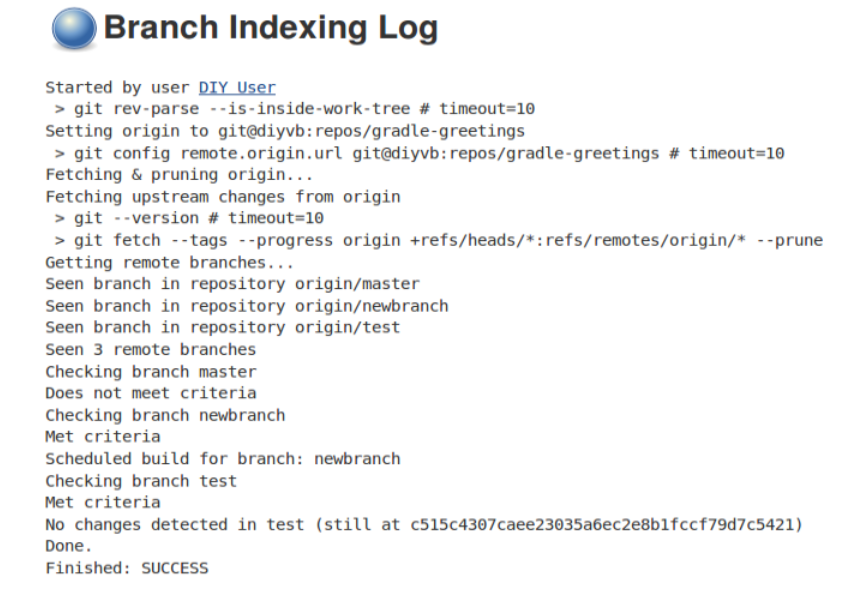 Branch Indexing Log
Started by user DIY User
> git rev-parse --is-inside-work-tree # timeout=10
Setting origin to git@diyvb:repos/gradle-greetings
> git config remote.origin.url git@diyvb:repos/gradle-greetings # timeout=10
Fetching & pruning origin...
Fetching upstream changes from origin
> git --version # timeout=10
> git fetch --tags --progress origin +refs/heads/*:refs/remotes/origin/* --prune
Getting remote branches...
Seen branch in repository origin/master
Seen branch in repository origin/newbranch
Seen branch in repository origin/test
Seen 3 remote branches
Checking branch master
Does not meet criteria
Checking branch newbranch
Met criteria
Scheduled build for branch: newbranch
Checking branch test
Met criteria
No changes detected in test (still at c515c4307caee23035a6ec2e8b1fccf79d7c5421)
Done.
Finished: SUCCESS